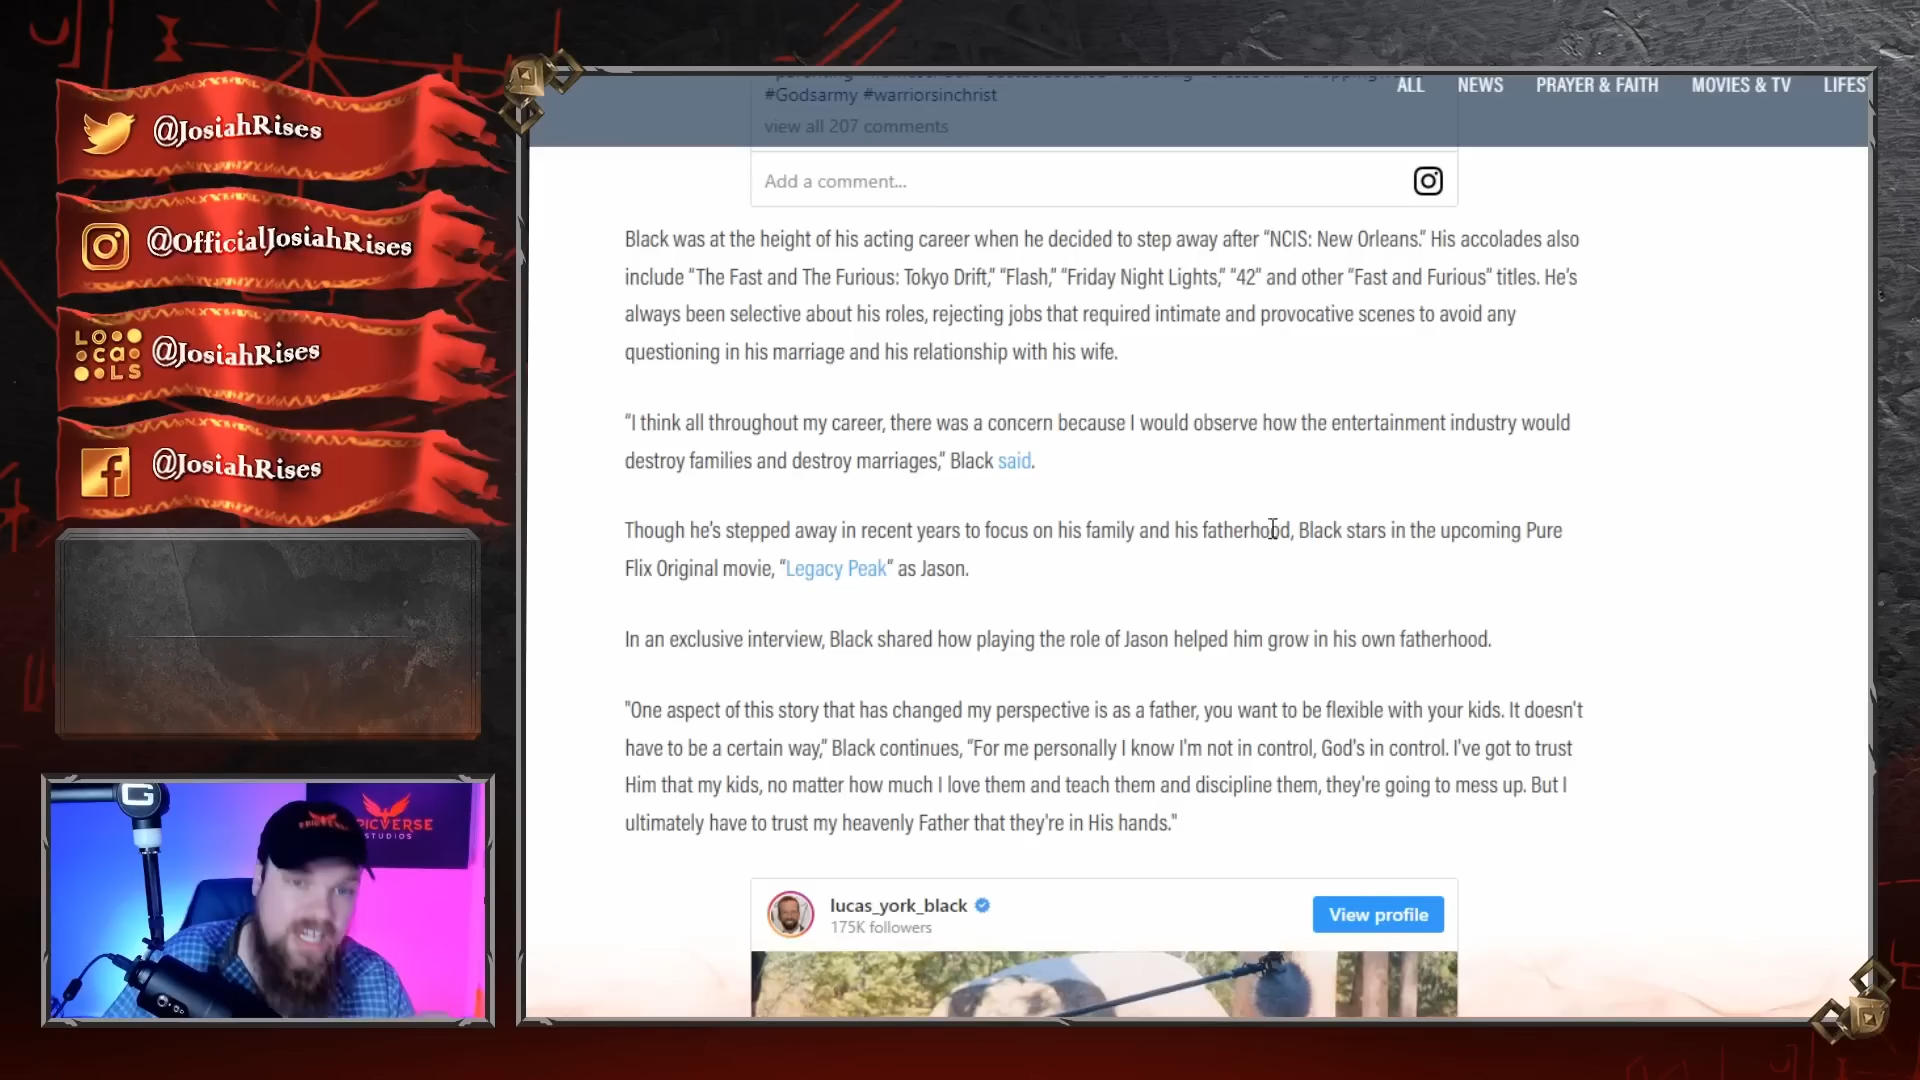 @JosiahRises
@OfficialJosiahRises
LOCALS
@JosiahRises
@JosiahRises
G
EPICVERSE
STUDIOS
ALL NEWS PRAYER & FAITH MOVIES & TV LIFES
#Godsarmy #warriorsinchrist
view all 207 comments
Add a comment...
Black was at the height of his acting career when he decided to step away after “NCIS: New Orleans.” His accolades also
include “The Fast and The Furious: Tokyo Drift,” “Flash,” “Friday Night Lights,” “42” and other “Fast and Furious” titles. He's
always been selective about his roles, rejecting jobs that required intimate and provocative scenes to avoid any
questioning in his marriage and his relationship with his wife.
“I think all throughout my career, there was a concern because I would observe how the entertainment industry would
destroy families and destroy marriages,” Black said.
Though he's stepped away in recent years to focus on his family and his fatherhood, Black stars in the upcoming Pure
Flix Original movie, “Legacy Peak” as Jason.
In an exclusive interview, Black shared how playing the role of Jason helped him grow in his own fatherhood.
"One aspect of this story that has changed my perspective is as a father, you want to be flexible with your kids. It doesn't
have to be a certain way,” Black continues, “For me personally I know I'm not in control, God's in control. I've got to trust
Him that my kids, no matter how much I love them and teach them and discipline them, they're going to mess up. But I
ultimately have to trust my heavenly Father that they're in His hands."
lucas_york_black
175K followers
View profile